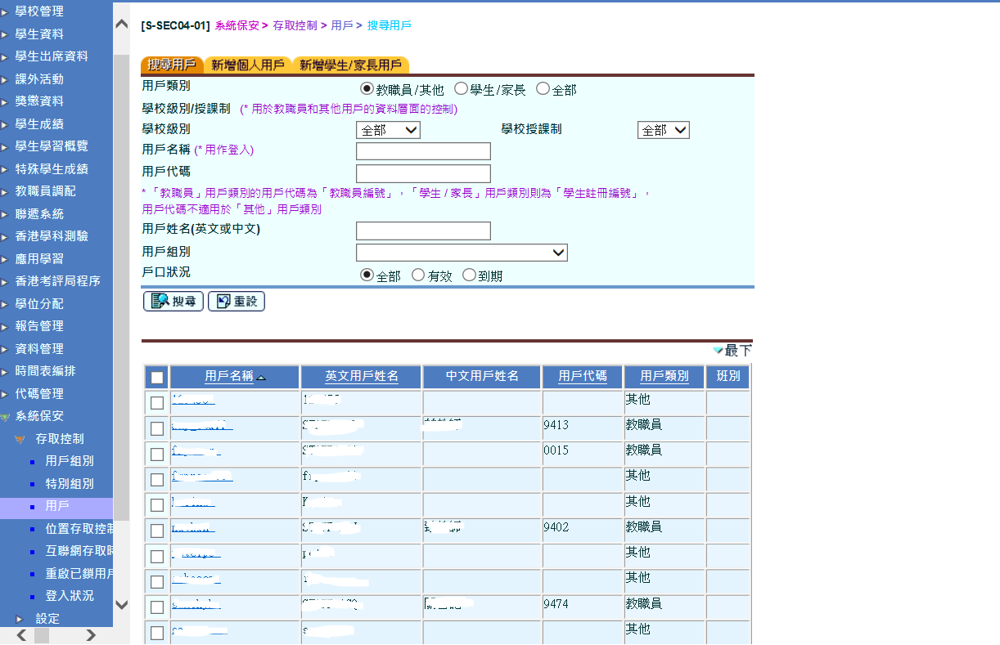 學校管理
學生資料
學生出席資料
課外活動
獎懲資料
學生成績
學生學習概覽
特殊學生成績
教職員調配
聯遞系統
香港學科測驗
應用學習
香港考評局程序
學位分配
報告管理
資料管理
時間表編排
代碼管理
系統保安
存取控制
用戶組別
特別組別
用戶
位置存取控制
互聯網存取時
重啟已鎖用戶
登入狀況
設定
[S-SEC04-01] 系統保安 > 存取控制 > 用戶 > 搜尋用戶
搜尋用戶 新增個人用戶 新增學生/家長用戶
用戶類別 教職員/其他 學生/家長 全部
學校級別/授課制 (* 用於教職員和其他用戶的資料層面的控制)
學校級別 全部 學校授課制 全部
用戶名稱 (* 用作登入)
用戶代碼
* 「教職員」用戶類別的用戶代碼為「教職員編號」，「學生 / 家長」用戶類別則為「學生註冊編號」，
用戶代碼不適用於「其他」用戶類別
用戶姓名(英文或中文)
用戶組別
戶口狀況 全部 有效 到期
搜尋 重設
最下
用戶名稱 英文用戶姓名 中文用戶姓名 用戶代碼 用戶類別 班別
其他
9413 教職員
0015 教職員
其他
其他
9402 教職員
其他
其他
9474 教職員
其他